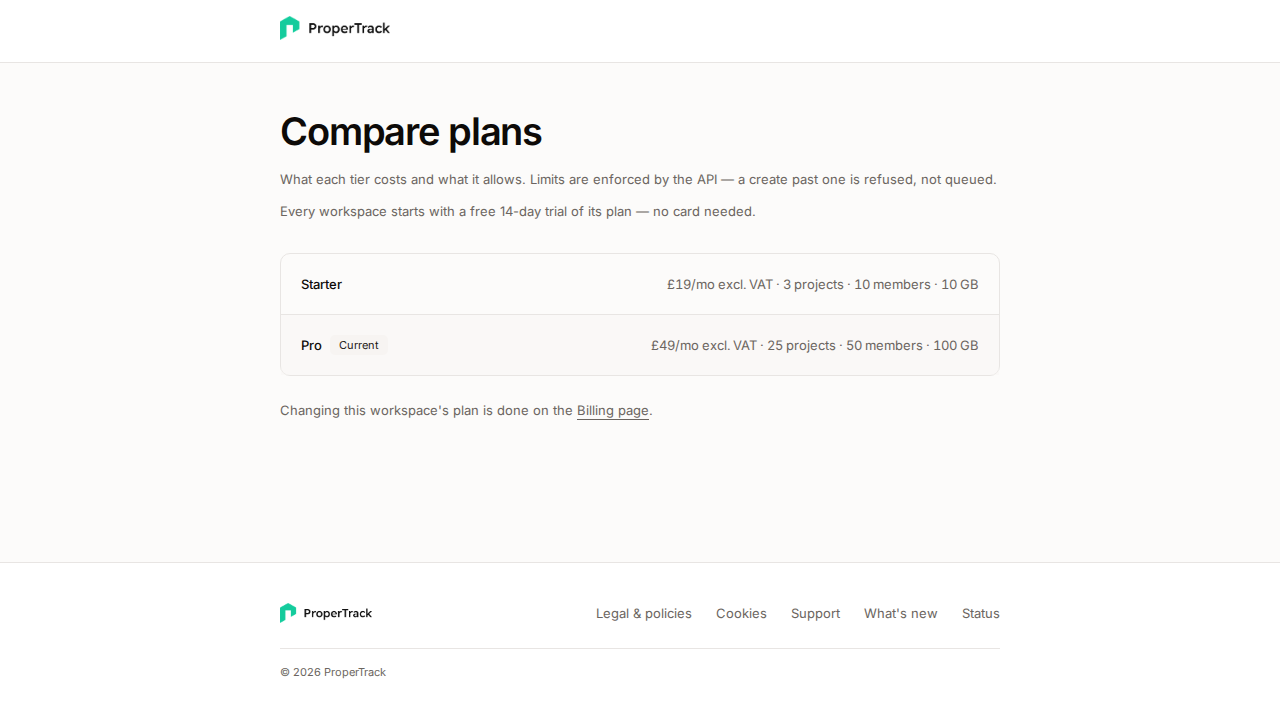 ProperTrack
Compare plans
What each tier costs and what it allows. Limits are enforced by the API — a create past one is refused, not queued.
Every workspace starts with a free 14-day trial of its plan — no card needed.
Starter £19/mo excl. VAT · 3 projects · 10 members · 10 GB
Pro Current £49/mo excl. VAT · 25 projects · 50 members · 100 GB
Changing this workspace's plan is done on the Billing page.
ProperTrack Legal & policies Cookies Support What's new Status
© 2026 ProperTrack